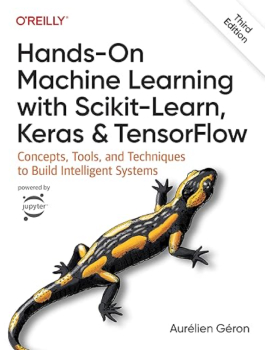 O'REILLY®
Third
Edition
Hands-On
Machine Learning
with Scikit-Learn,
Keras & TensorFlow
Concepts, Tools, and Techniques
to Build Intelligent Systems
powered by
jupyter
Aurélien Géron